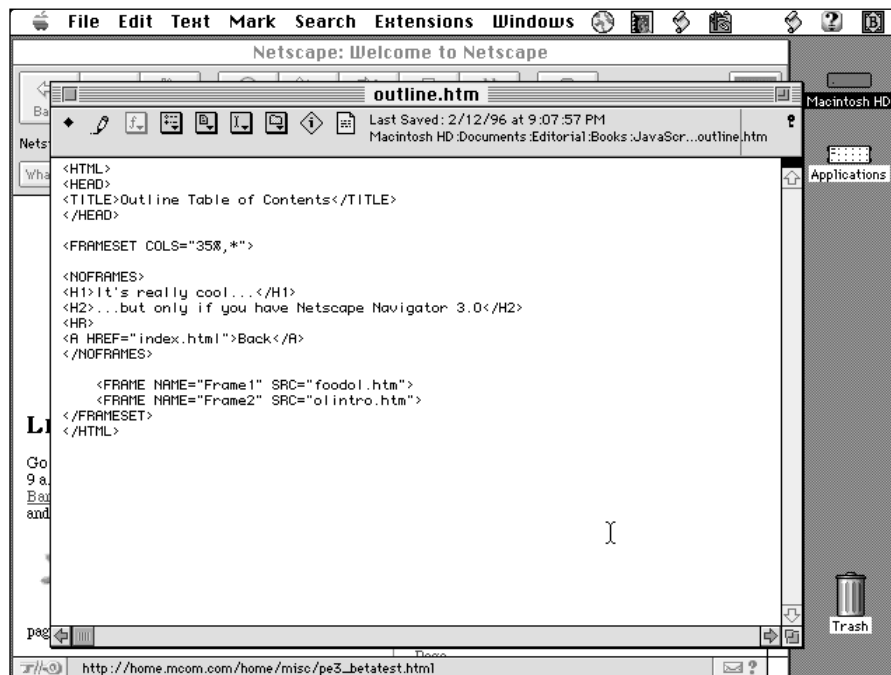 File Edit Text Mark Search Extensions Windows
Netscape: Welcome to Netscape
outline.htm
Last Saved: 2/12/96 at 9:07:57 PM
Macintosh HD:Documents:Editorial:Books:JavaScr...outline.htm
Macintosh HD
Applications
<HTML>
<HEAD>
<TITLE>Outline Table of Contents</TITLE>
</HEAD>
<FRAMESET COLS="35%,*">
<NOFRAMES>
<H1>It's really cool...</H1>
<H2>...but only if you have Netscape Navigator 3.0</H2>
<HR>
<A HREF="index.html">Back</A>
</NOFRAMES>
<FRAME NAME="Frame1" SRC="foodol.htm">
<FRAME NAME="Frame2" SRC="olintro.htm">
</FRAMESET>
</HTML>
Go
9 a.
and
pag
Trash
http://home.mcom.com/home/misc/pe3_betatest.html